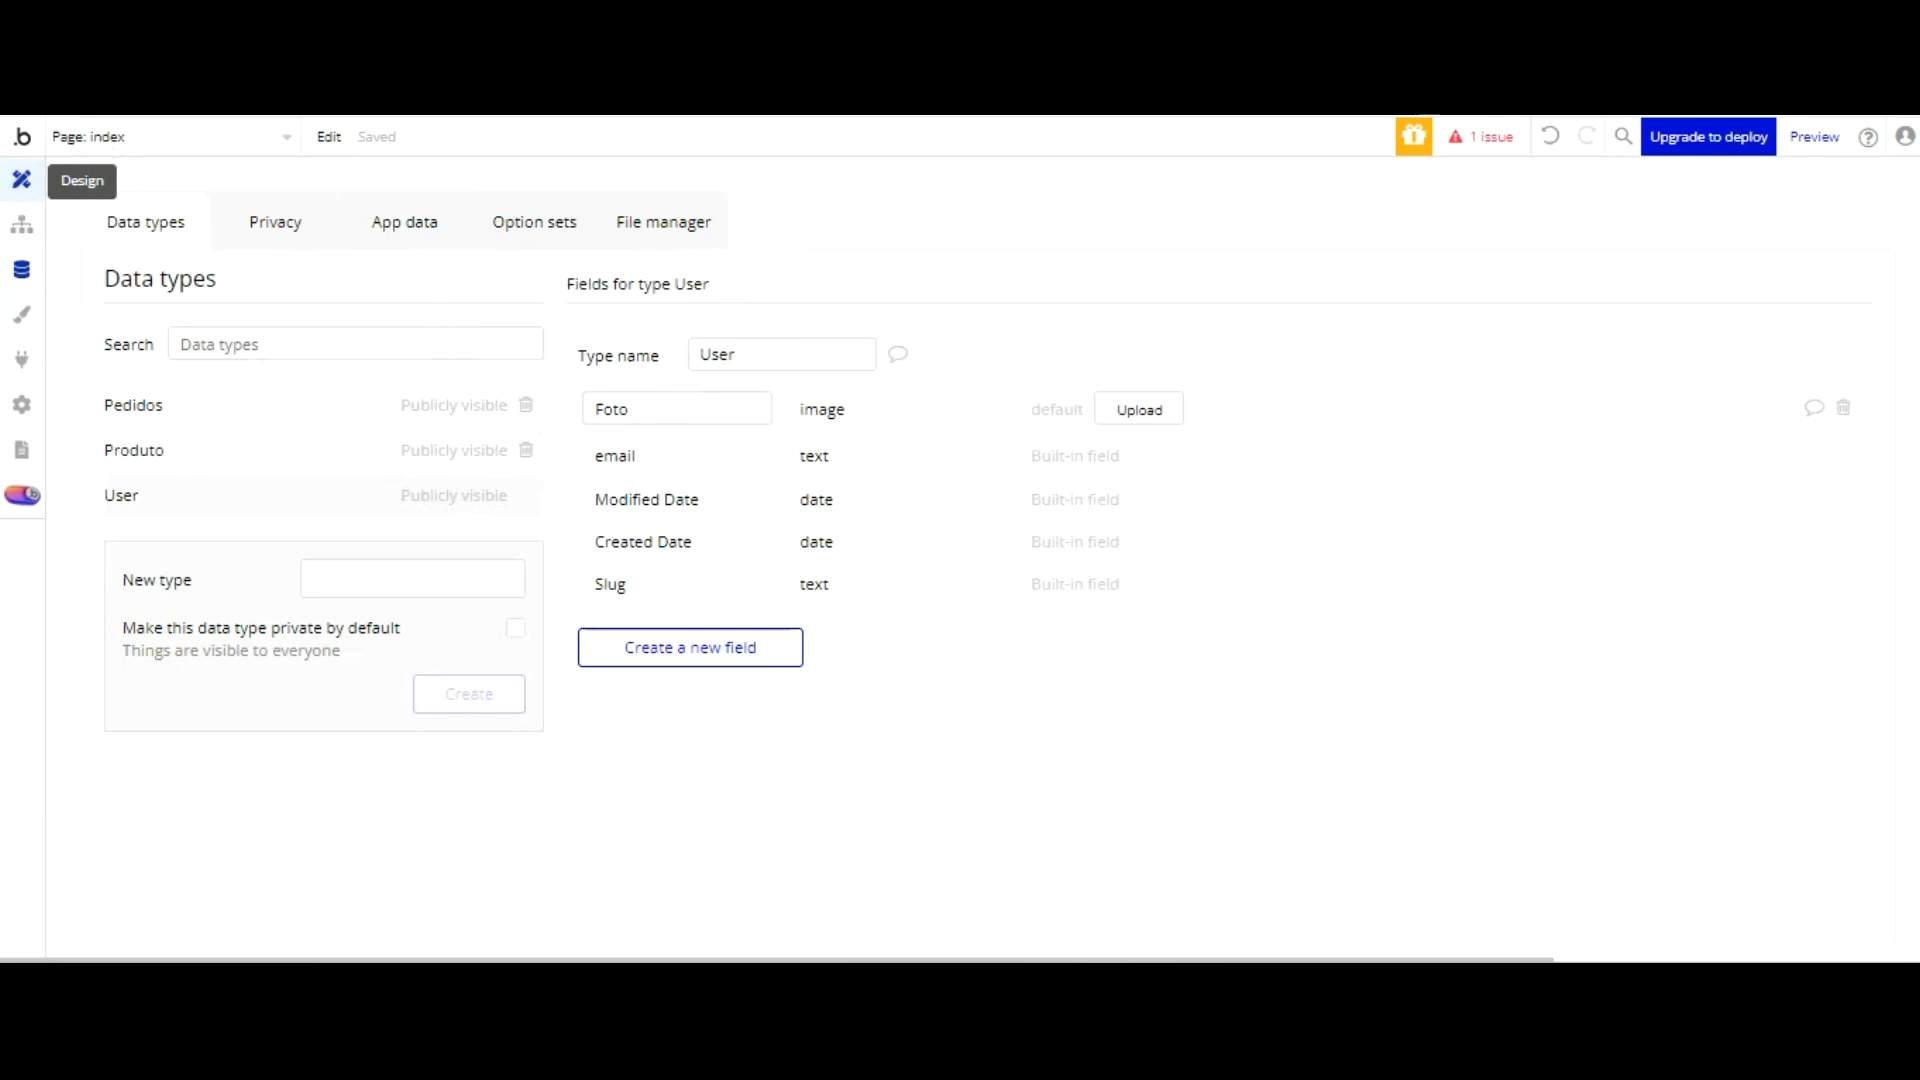 .b Page: index Edit Saved 1 issue Upgrade to deploy Preview ?
Design
Data types Privacy App data Option sets File manager
Data types
Fields for type User
Search Data types
Type name User
Pedidos Publicly visible
Foto image default Upload
Produto Publicly visible
email text Built-in field
User Publicly visible
Modified Date date Built-in field
Created Date date Built-in field
New type
Slug text Built-in field
Make this data type private by default
Things are visible to everyone
Create a new field
Create